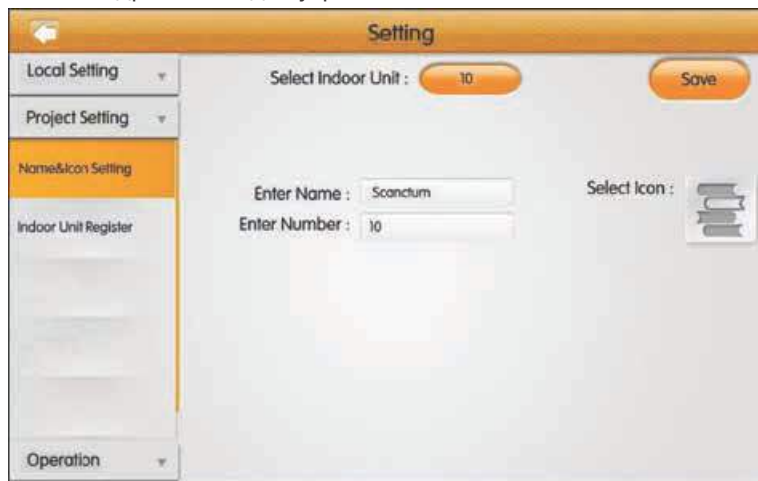 Setting
Local Setting
Select Indoor Unit : 10
Save
Project Setting
Name&Icon Setting
Enter Name : Scanctum
Select Icon :
Indoor Unit Register
Enter Number : 10
Operation